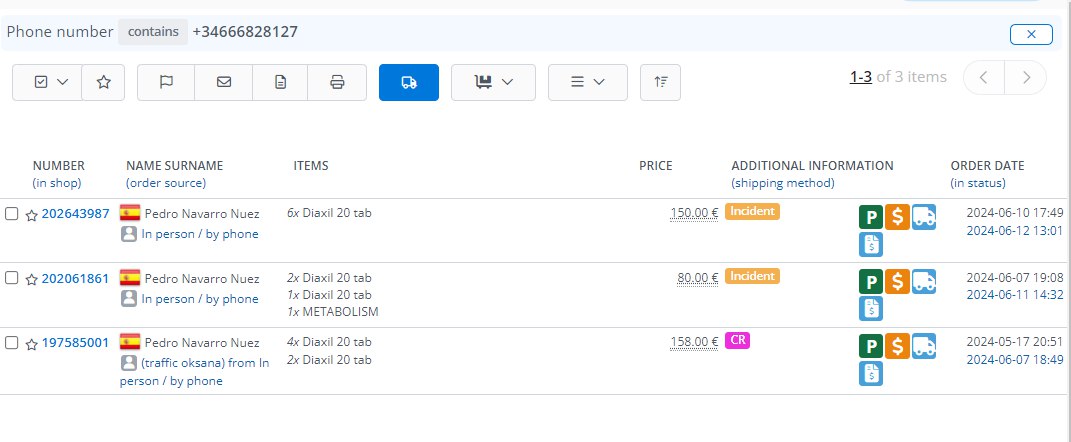 Phone number contains +34666828127
1-3 of 3 items
NUMBER NAME SURNAME ITEMS PRICE ADDITIONAL INFORMATION ORDER DATE
(in shop) (order source) (shipping method) (in status)
202643987 Pedro Navarro Nuez 6x Diaxil 20 tab 150.00 € Incident P $ 2024-06-10 17:49
In person / by phone $ 2024-06-12 13:01
202061861 Pedro Navarro Nuez 2x Diaxil 20 tab 80.00 € Incident P $ 2024-06-07 19:08
In person / by phone 1x Diaxil 20 tab $ 2024-06-11 14:32
1x METABOLISM
197585001 Pedro Navarro Nuez 4x Diaxil 20 tab 158.00 € CR P $ 2024-05-17 20:51
(traffic oksana) from In 2x Diaxil 20 tab $ 2024-06-07 18:49
person / by phone